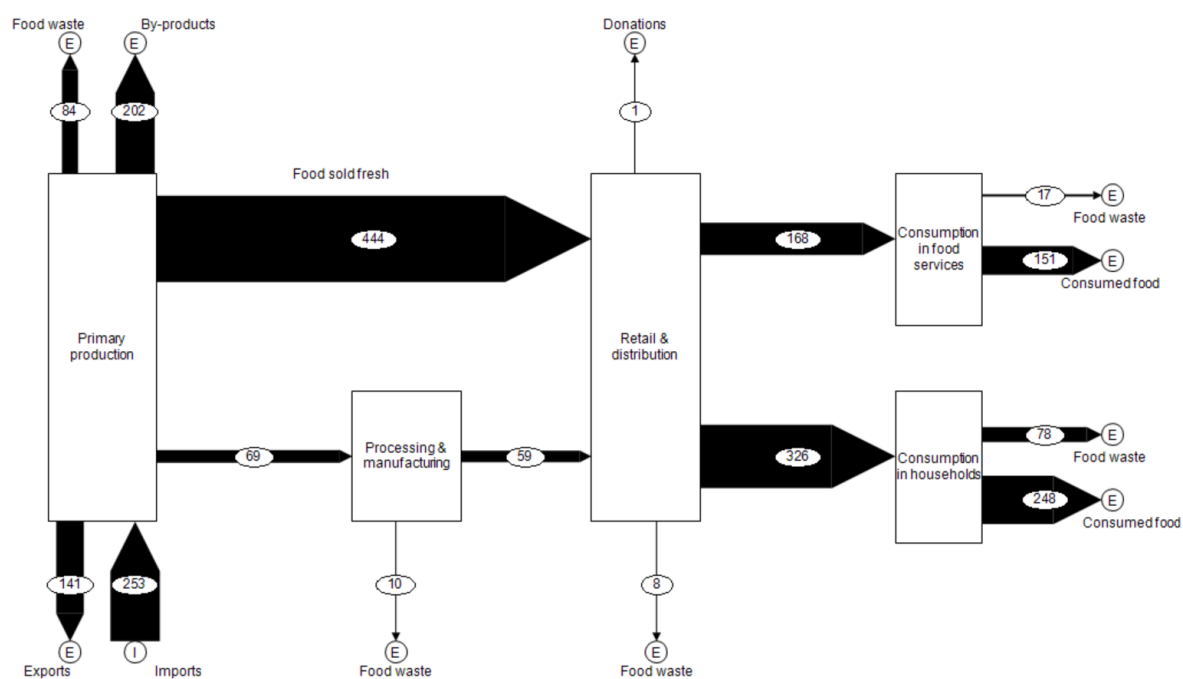 Food waste
By-products
Donations
E
E
E
84
202
1
Food sold fresh
444
168
17
E
Food waste
Consumption
in food
services
151
E
Consumed food
Primary
production
Retail &
distribution
69
Processing &
manufacturing
59
326
Consumption
in households
78
E
Food waste
248
E
Consumed food
141
253
10
8
E
I
E
E
Exports
Imports
Food waste
Food waste